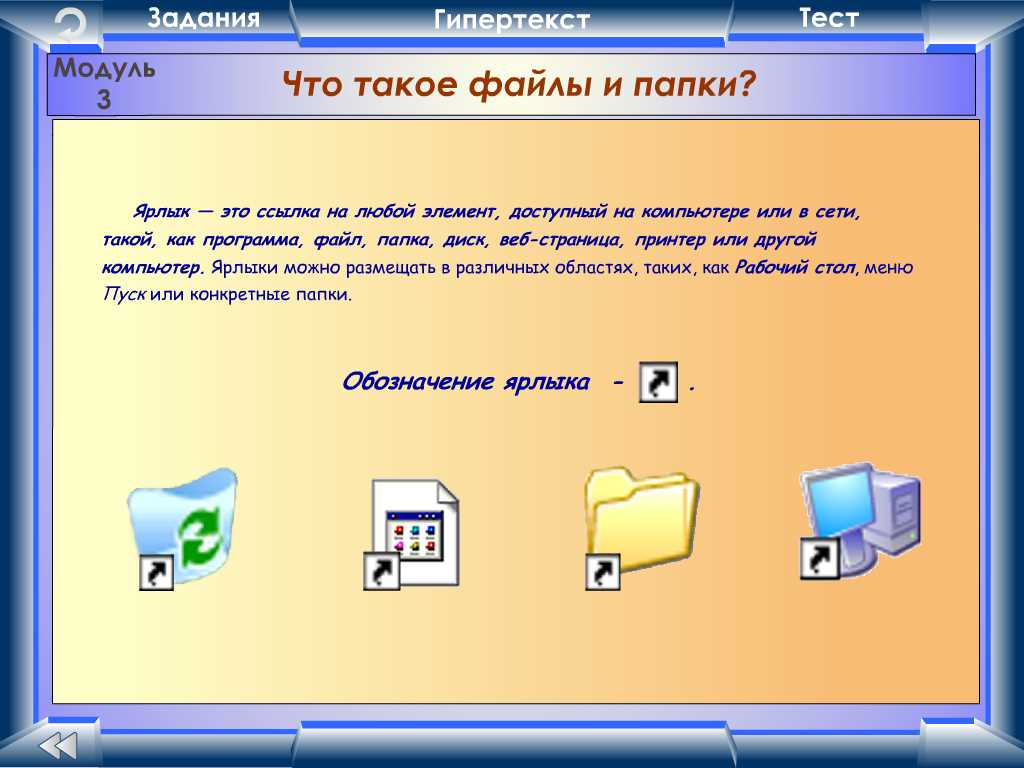 Задания
Гипертекст
Тест
Модуль
3
Что такое файлы и папки?
Ярлык — это ссылка на любой элемент, доступный на компьютере или в сети,
такой, как программа, файл, папка, диск, веб-страница, принтер или другой
компьютер. Ярлыки можно размещать в различных областях, таких, как Рабочий стол, меню
Пуск или конкретные папки.
Обозначение ярлыка - .